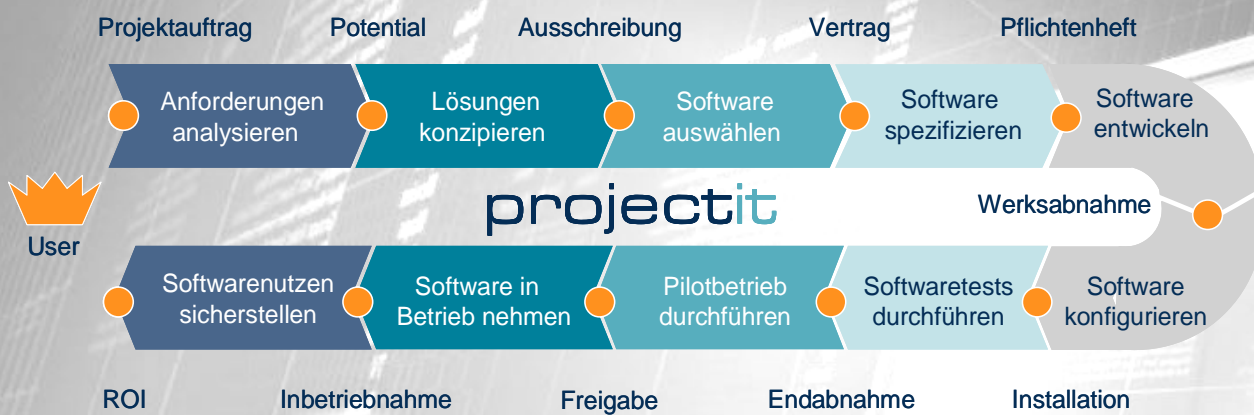 Projektauftrag Potential Ausschreibung Vertrag Pflichtenheft
Anforderungen analysieren
Lösungen konzipieren
Software auswählen
Software spezifizieren
Software entwickeln
projectit
Werksabnahme
User
Softwarenutzen sicherstellen
Software in Betrieb nehmen
Pilotbetrieb durchführen
Softwaretests durchführen
Software konfigurieren
ROI Inbetriebnahme Freigabe Endabnahme Installation